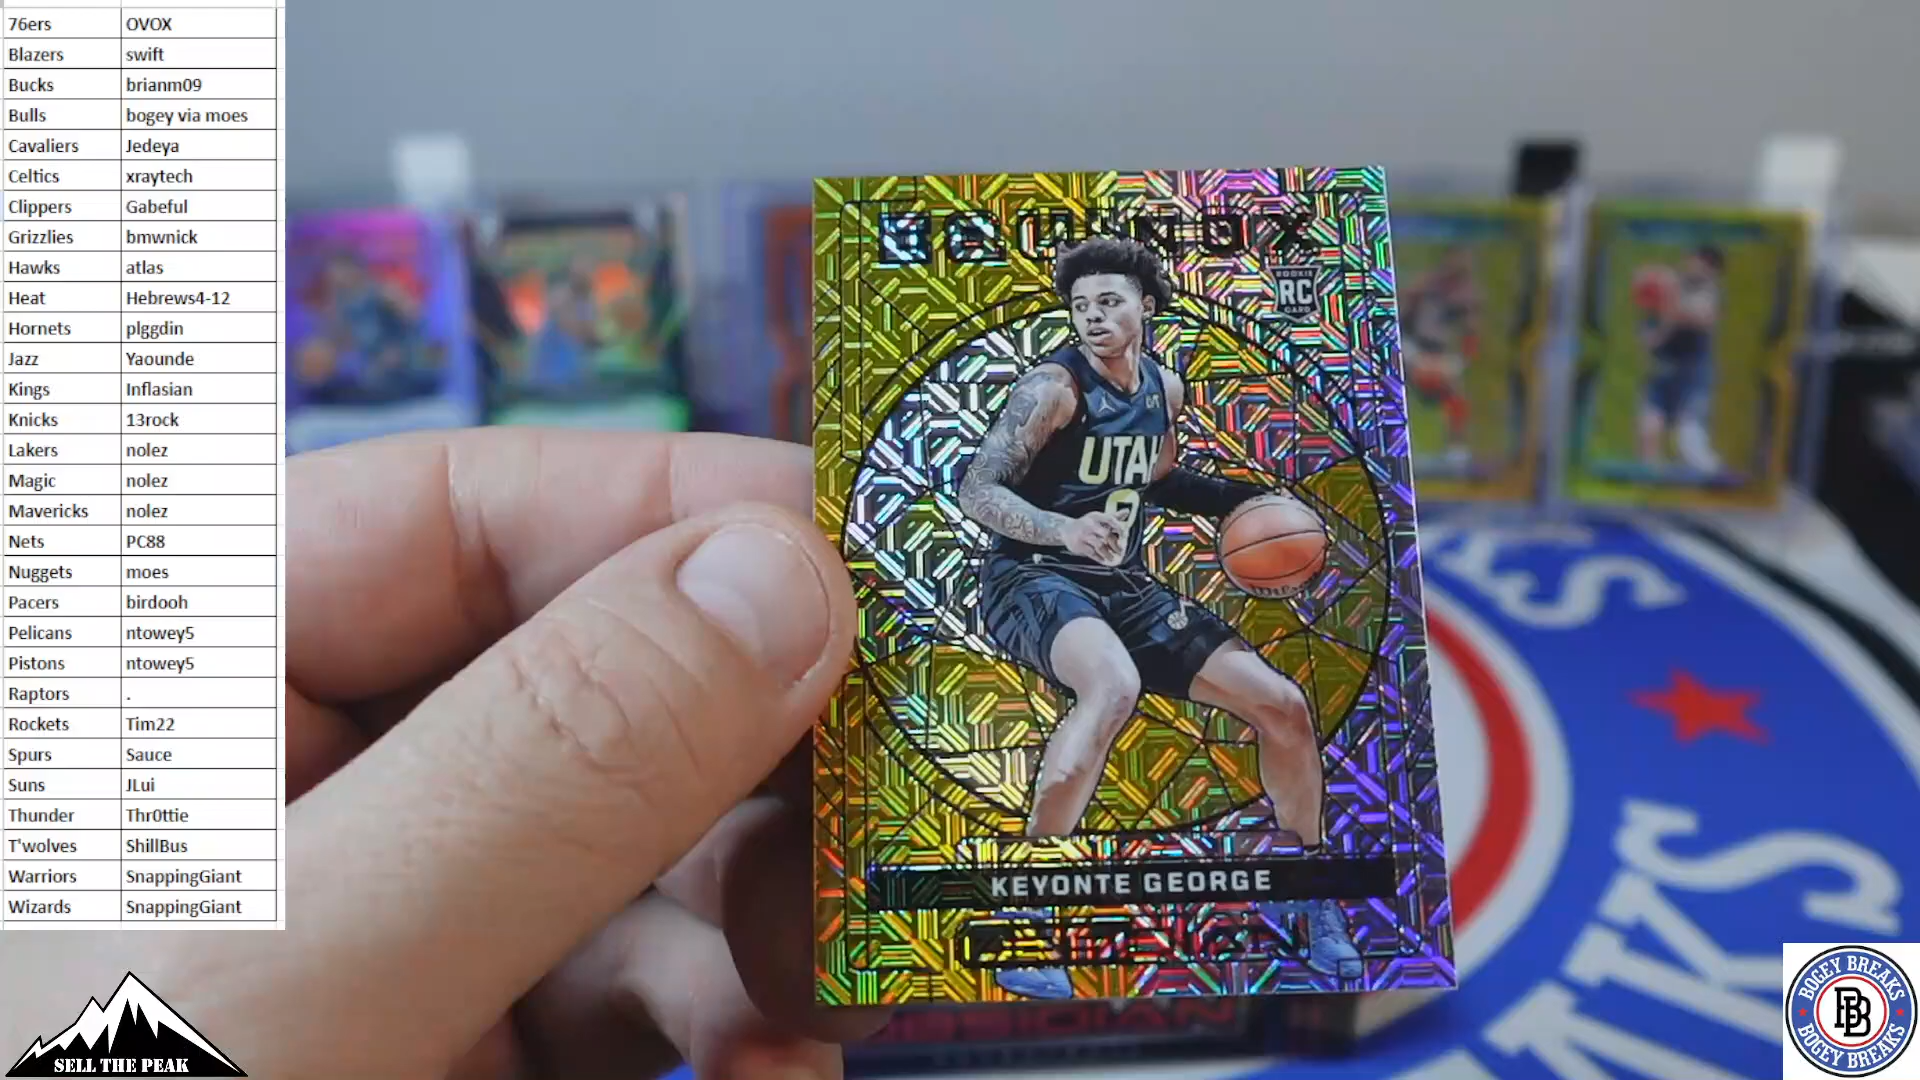 76ers OVOX
Blazers swift
Bucks brianm09
Bulls bogey via moes
Cavaliers Jedeya
Celtics xraytech
Clippers Gabeful
Grizzlies bmwnick
Hawks atlas
Heat Hebrews4-12
Hornets plggdin
Jazz Yaounde
Kings Inflasian
Knicks 13rock
Lakers nolez
Magic nolez
Mavericks nolez
Nets PC88
Nuggets moes
Pacers birdooh
Pelicans ntowey5
Pistons ntowey5
Raptors .
Rockets Tim22
Spurs Sauce
Suns JLui
Thunder Thr0ttie
T'wolves ShillBus
Warriors SnappingGiant
Wizards SnappingGiant
EQUINOX
ROOKIE
RC
CARD
UTAH
KEYONTE GEORGE
OBSIDIAN
SELL THE PEAK
BOGEY BREAKS
BB
BOGEY BREAKS